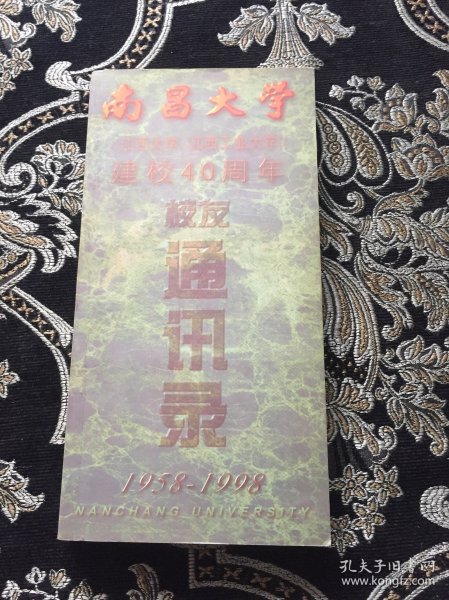 南昌大学
(江西大学 江西工业大学)
建校40周年
校友
通讯录
1958-1998
NANCHANG UNIVERSITY
孔夫子旧书网
www.kongfz.com